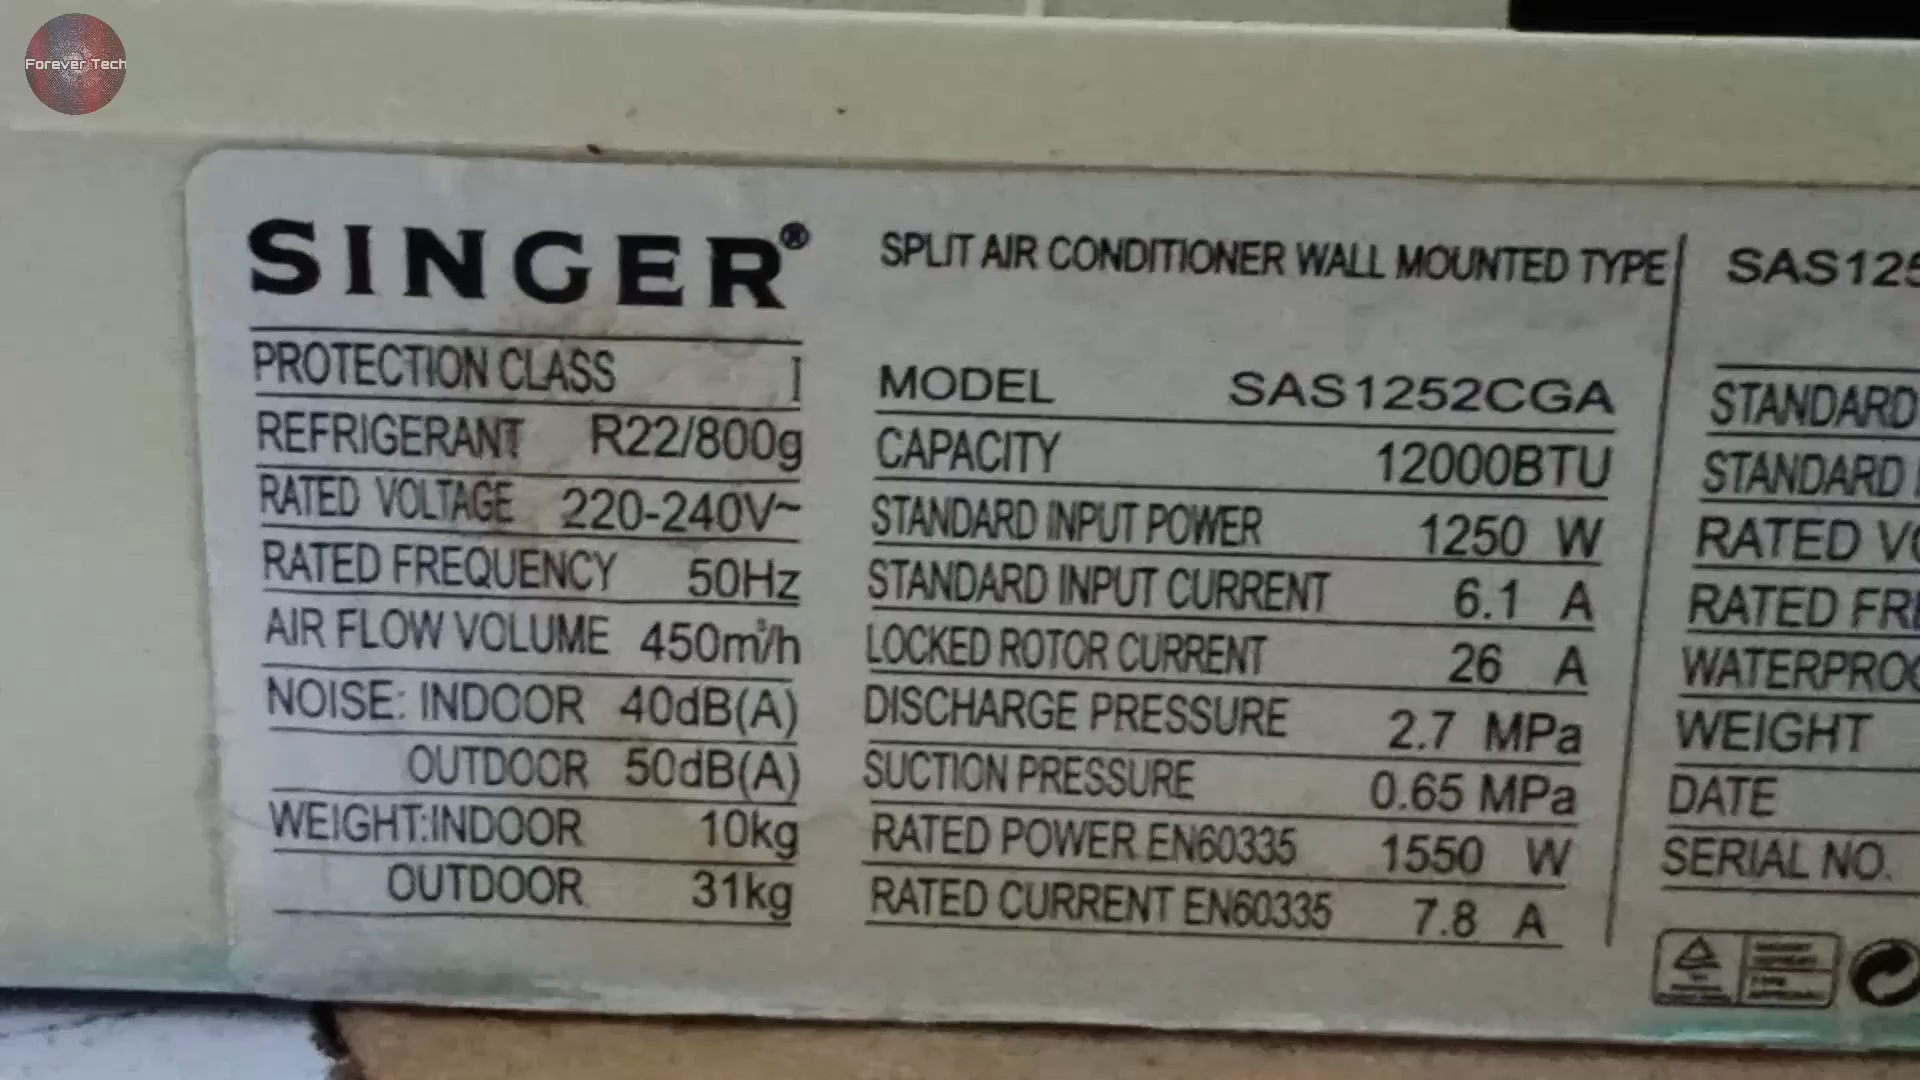 Forever Tech
SINGER®
PROTECTION CLASS I
REFRIGERANT R22/800g
RATED VOLTAGE 220-240V~
RATED FREQUENCY 50Hz
AIR FLOW VOLUME 450m³/h
NOISE: INDOOR 40dB(A)
OUTDOOR 50dB(A)
WEIGHT:INDOOR 10kg
OUTDOOR 31kg
SPLIT AIR CONDITIONER WALL MOUNTED TYPE
MODEL SAS1252CGA
CAPACITY 12000BTU
STANDARD INPUT POWER 1250 W
STANDARD INPUT CURRENT 6.1 A
LOCKED ROTOR CURRENT 26 A
DISCHARGE PRESSURE 2.7 MPa
SUCTION PRESSURE 0.65 MPa
RATED POWER EN60335 1550 W
RATED CURRENT EN60335 7.8 A
SAS125
STANDARD
STANDARD
RATED VO
RATED FRE
WATERPROO
WEIGHT
DATE
SERIAL NO.